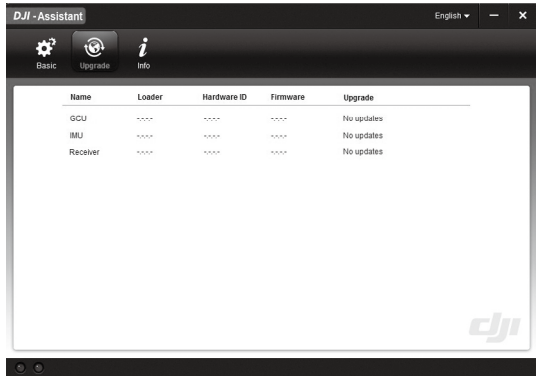 DJI - Assistant English
Basic Upgrade Info
Name Loader Hardware ID Firmware Upgrade
GCU -.-.-.- -.-.-.- -.-.-.- No updates
IMU -.-.-.- -.-.-.- -.-.-.- No updates
Receiver -.-.-.- -.-.-.- -.-.-.- No updates
dji